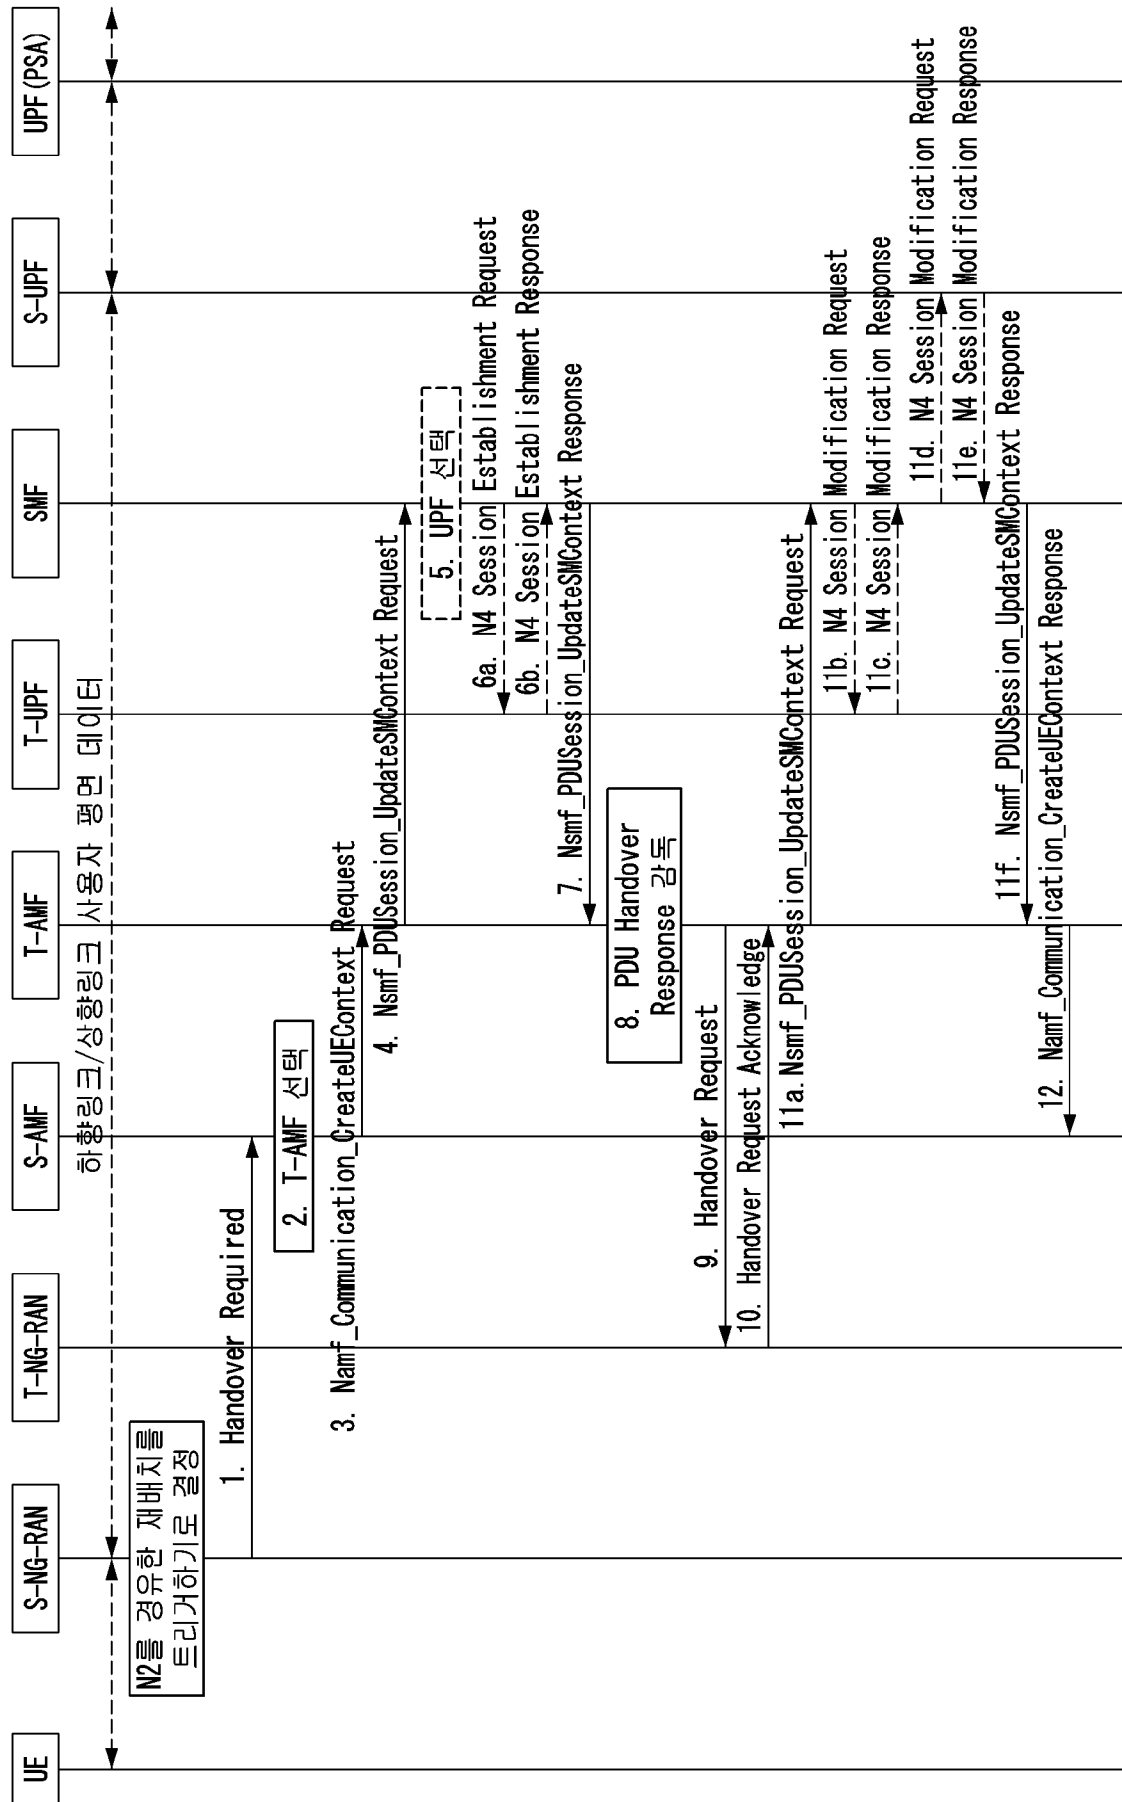 UE
S-NG-RAN
T-NG-RAN
S-AMF
T-AMF
T-UPF
SMF
S-UPF
UPF(PSA)
하향링크/상향링크 사용자 평면 데이터
N2를 경유한 재배치를
트리거하기로 결정
1. Handover Required
2. T-AMF 선택
3. Namf_Communication_CreateUEContext Request
4. Nsmf_PDUSession_UpdateSMContext Request
5. UPF 선택
6a. N4 Session Establishment Request
6b. N4 Session Establishment Response
7. Nsmf_PDUSession_UpdateSMContext Response
8. PDU Handover
Response 감독
9. Handover Request
10. Handover Request Acknowledge
11a.Nsmf_PDUSession_UpdateSMContext Request
11b. N4 Session Modification Request
11c. N4 Session Modification Response
11d. N4 Session Modification Request
11e. N4 Session Modification Response
11f. Nsmf_PDUSession_UpdateSMContext Response
12. Namf_Communication_CreateUEContext Response